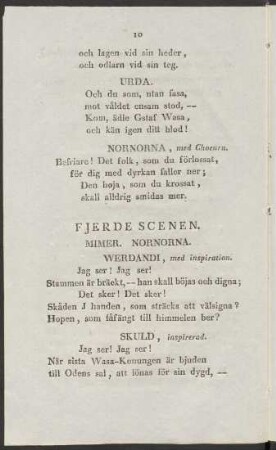 10
och lagen vid sin heder,
och odlarn vid sin teg.
URDA.
Och du som, utan fasa,
mot våldet ensam stod, —
Kom, ädle Gstaf Wasa,
och kän igen ditt blod!
NORNORNA, med Choeurn.
Befriare! Det folk, som du förlossat,
för dig med dyrkan faller ner;
Den boja, som du krossat,
skall alldrig smidas mer.
FJERDE SCENEN.
MIMER. NORNORNA.
WERDANDI, med inspiration.
Jag ser! Jag ser!
Stammen är bräckt, — han skall böjas och digna;
Det sker! Det sker!
Skåden J handen, som sträcks att välsigna?
Hopen, som fåfängt till himmelen ber?
SKULD, inspirerad.
Jag ser! Jag ser!
När sista Wasa-Konungen är bjuden
till Odens sal, att lönas för sin dygd, —